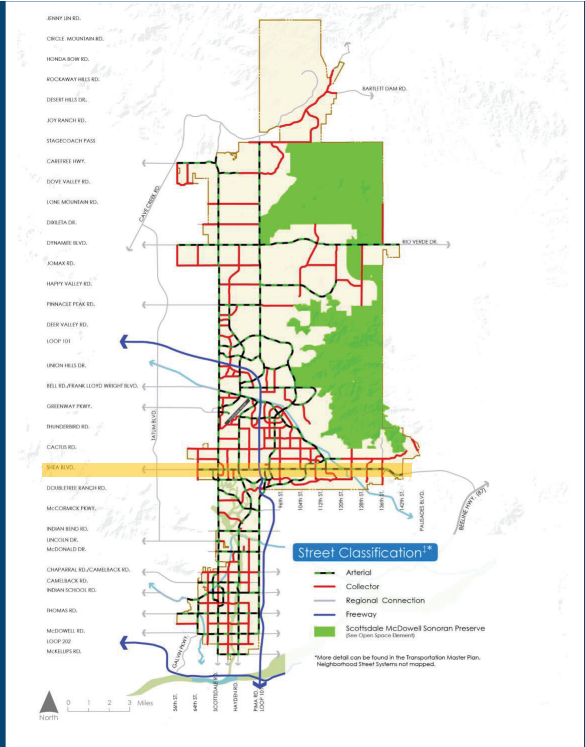 JENNY LIN RD.
CIRCLE MOUNTAIN RD.
HONDA BOW RD.
ROCKAWAY HILLS RD.
DESERT HILLS DR.
JOY RANCH RD.
STAGECOACH PASS
CAREFREE HWY.
DOVE VALLEY RD.
LONE MOUNTAIN RD.
DIXILETA DR.
DYNAMITE BLVD.
JOMAX RD.
HAPPY VALLEY RD.
PINNACLE PEAK RD.
DEER VALLEY RD.
LOOP 101
UNION HILLS DR.
BELL RD./FRANK LLOYD WRIGHT BLVD.
GREENWAY PKWY.
THUNDERBIRD RD.
CACTUS RD.
SHEA BLVD.
DOUBLETREE RANCH RD.
McCORMICK PKWY.
INDIAN BEND RD.
LINCOLN DR.
McDONALD DR.
CHAPARRAL RD./CAMELBACK RD.
CAMELBACK RD.
INDIAN SCHOOL RD.
THOMAS RD.
McDOWELL RD.
LOOP 202
McKELLIPS RD.
BARTLETT DAM RD.
CAVE CREEK RD.
RIO VERDE DR.
TATUM BLVD.
96th ST.
104th ST.
112th ST.
120th ST.
128th ST.
136th ST.
142th ST.
PALISADES BLVD.
BEELINE HWY. (87)
Street Classification‡*
Arterial
Collector
Regional Connection
Freeway
Scottsdale McDowell Sonoran Preserve
(See Open Space Element)
*More detail can be found in the Transportation Master Plan.
Neighborhood Street Systems not mapped.
GALVIN PKWY.
56th ST.
64th ST.
SCOTTSDALE RD.
HAYDEN RD.
PIMA RD.
LOOP 101
North
0 1 2 3 Miles